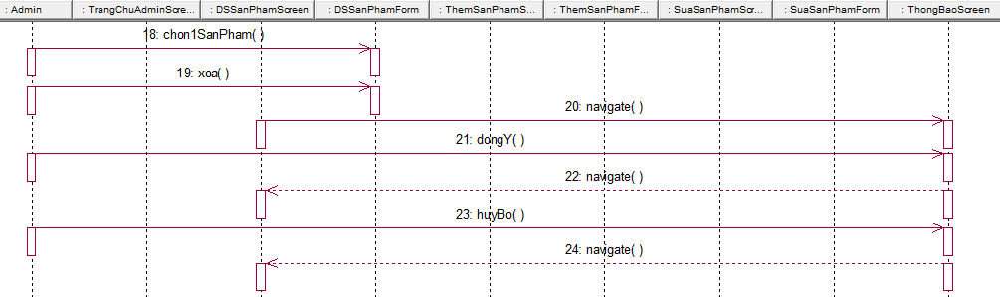 : Admin
: TrangChuAdminScre...
: DSSanPhamScreen
: DSSanPhamForm
: ThemSanPhamS...
: ThemSanPhamF...
: SuaSanPhamScr...
: SuaSanPhamForm
: ThongBaoScreen
18: chon1SanPham( )
19: xoa( )
20: navigate( )
21: dongY( )
22: navigate( )
23: huyBo( )
24: navigate( )